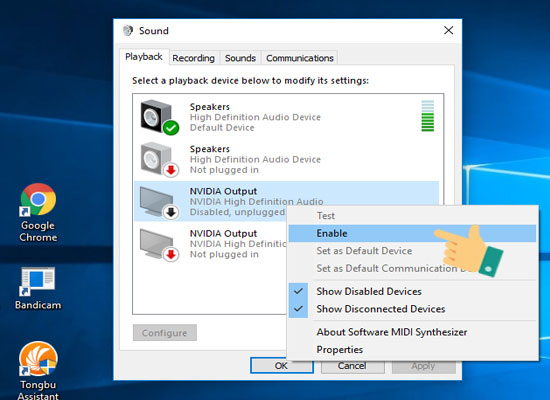 Sound
Playback Recording Sounds Communications
Select a playback device below to modify its settings:
Speakers
High Definition Audio Device
Default Device
Speakers
High Definition Audio Device
Not plugged in
NVIDIA Output
NVIDIA High Definition Audio
Disabled, unplugged
NVIDIA Output
NVIDIA High
Not plugged in
Test
Enable
Set as Default Device
Set as Default Communication
Show Disabled Devices
Show Disconnected Devices
About Software MIDI Synthesizer
Properties
Configure
OK Cancel Apply
Google
Chrome
Bandicam
Tongbu
Assistant